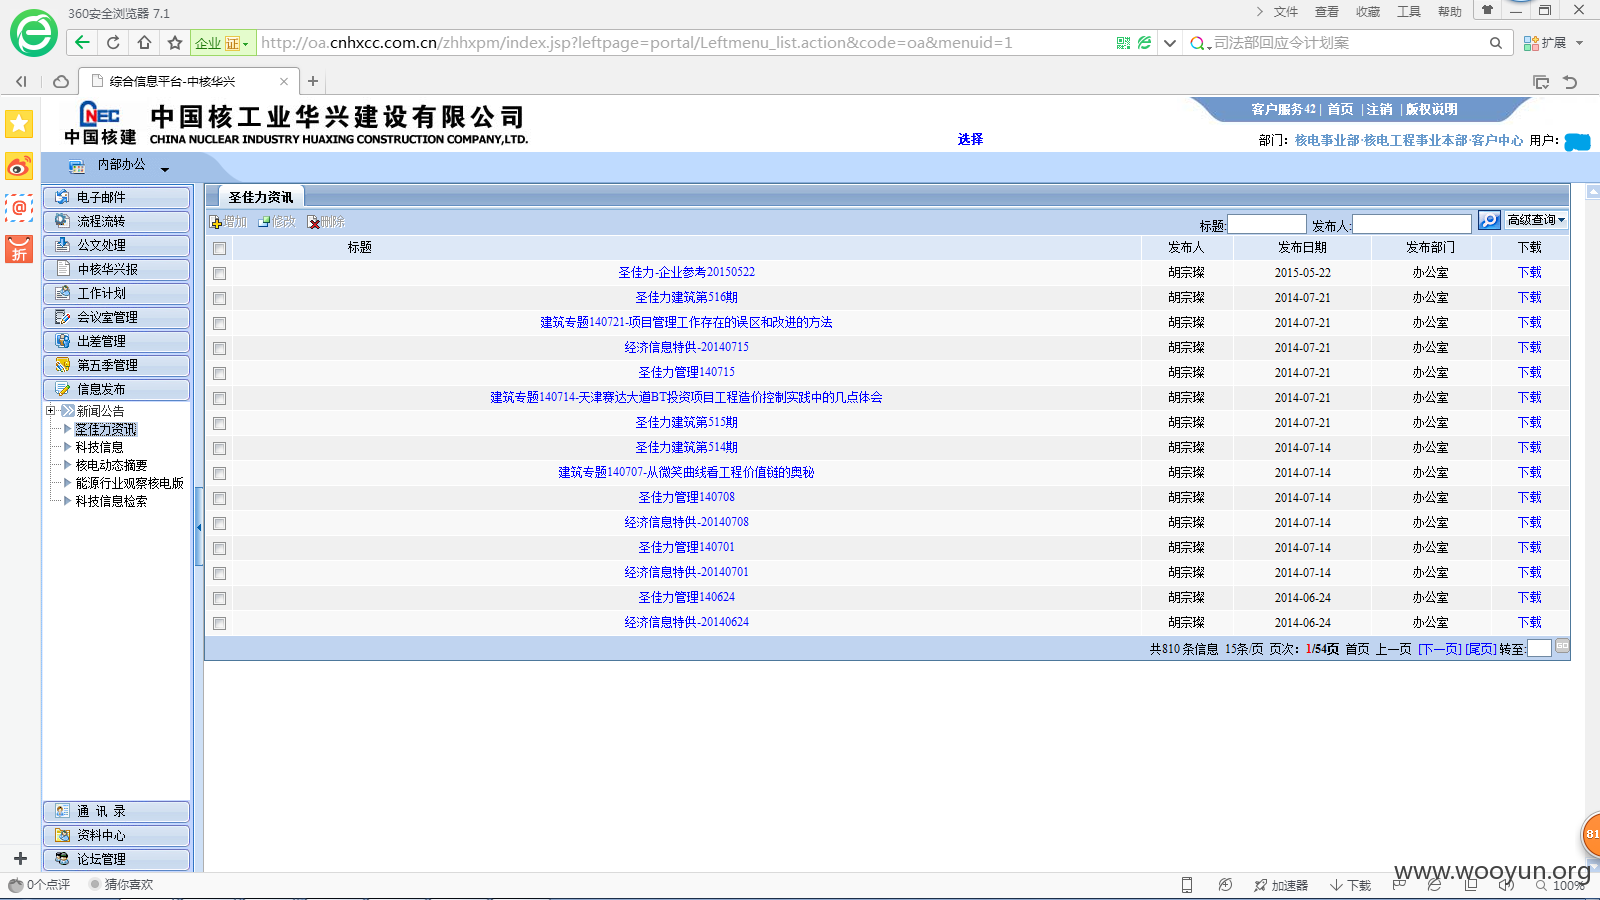 360安全浏览器 7.1
文件 查看 收藏 工具 帮助
企业 证 http://oa.cnhxcc.com.cn/zhhxpm/index.jsp?leftpage=portal/Leftmenu_list.action&code=oa&menuid=1
司法部回应令计划案
扩展
综合信息平台-中核华兴
CNEC
中国核建
中国核工业华兴建设有限公司
CHINA NUCLEAR INDUSTRY HUAXING CONSTRUCTION COMPANY,LTD.
选择
客户服务42| 首页 |注销 |版权说明
部门: 核电事业部·核电工程事业本部·客户中心 用户:
内部办公
电子邮件
流程流转
公文处理
中核华兴报
工作计划
会议室管理
出差管理
第五季管理
信息发布
新闻公告
圣佳力资讯
科技信息
核电动态摘要
能源行业观察核电版
科技信息检索
通 讯 录
资料中心
论坛管理
圣佳力资讯
增加 修改 删除
标题: 发布人: 高级查询
标题 发布人 发布日期 发布部门 下载
圣佳力-企业参考20150522 胡宗璨 2015-05-22 办公室 下载
圣佳力建筑第516期 胡宗璨 2014-07-21 办公室 下载
建筑专题140721-项目管理工作存在的误区和改进的方法 胡宗璨 2014-07-21 办公室 下载
经济信息特供-20140715 胡宗璨 2014-07-21 办公室 下载
圣佳力管理140715 胡宗璨 2014-07-21 办公室 下载
建筑专题140714-天津赛达大道BT投资项目工程造价控制实践中的几点体会 胡宗璨 2014-07-21 办公室 下载
圣佳力建筑第515期 胡宗璨 2014-07-21 办公室 下载
圣佳力建筑第514期 胡宗璨 2014-07-14 办公室 下载
建筑专题140707-从微笑曲线看工程价值链的奥秘 胡宗璨 2014-07-14 办公室 下载
圣佳力管理140708 胡宗璨 2014-07-14 办公室 下载
经济信息特供-20140708 胡宗璨 2014-07-14 办公室 下载
圣佳力管理140701 胡宗璨 2014-07-14 办公室 下载
经济信息特供-20140701 胡宗璨 2014-07-14 办公室 下载
圣佳力管理140624 胡宗璨 2014-06-24 办公室 下载
经济信息特供-20140624 胡宗璨 2014-06-24 办公室 下载
共810 条信息 15条/页 页次: 1/54页 首页 上一页 [下一页] [尾页] 转至: GO
折
81
www.wooyun.org
0个点评 猜你喜欢
加速器 下载 100%